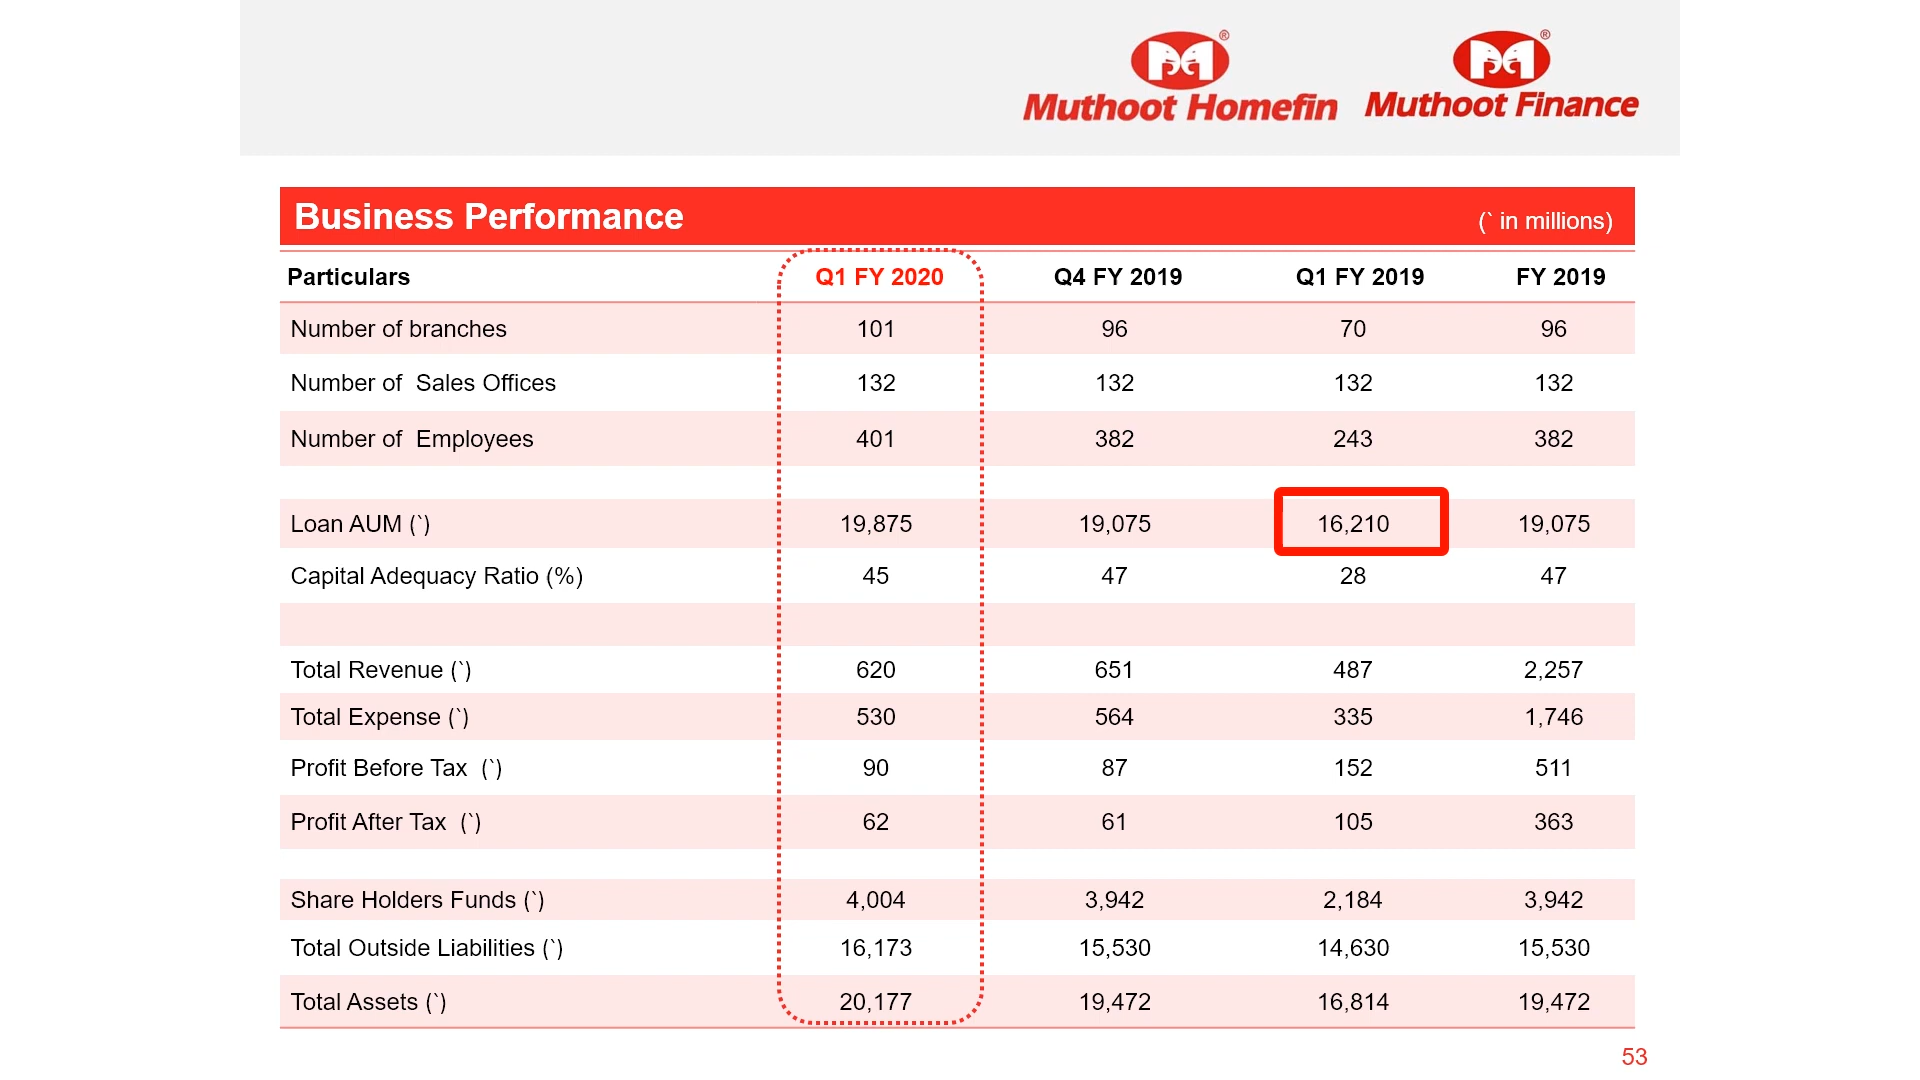 Muthoot Homefin ® Muthoot Finance ®
Business Performance (` in millions)
Particulars Q1 FY 2020 Q4 FY 2019 Q1 FY 2019 FY 2019
Number of branches 101 96 70 96
Number of Sales Offices 132 132 132 132
Number of Employees 401 382 243 382
Loan AUM (`) 19,875 19,075 16,210 19,075
Capital Adequacy Ratio (%) 45 47 28 47
Total Revenue (`) 620 651 487 2,257
Total Expense (`) 530 564 335 1,746
Profit Before Tax (`) 90 87 152 511
Profit After Tax (`) 62 61 105 363
Share Holders Funds (`) 4,004 3,942 2,184 3,942
Total Outside Liabilities (`) 16,173 15,530 14,630 15,530
Total Assets (`) 20,177 19,472 16,814 19,472
53